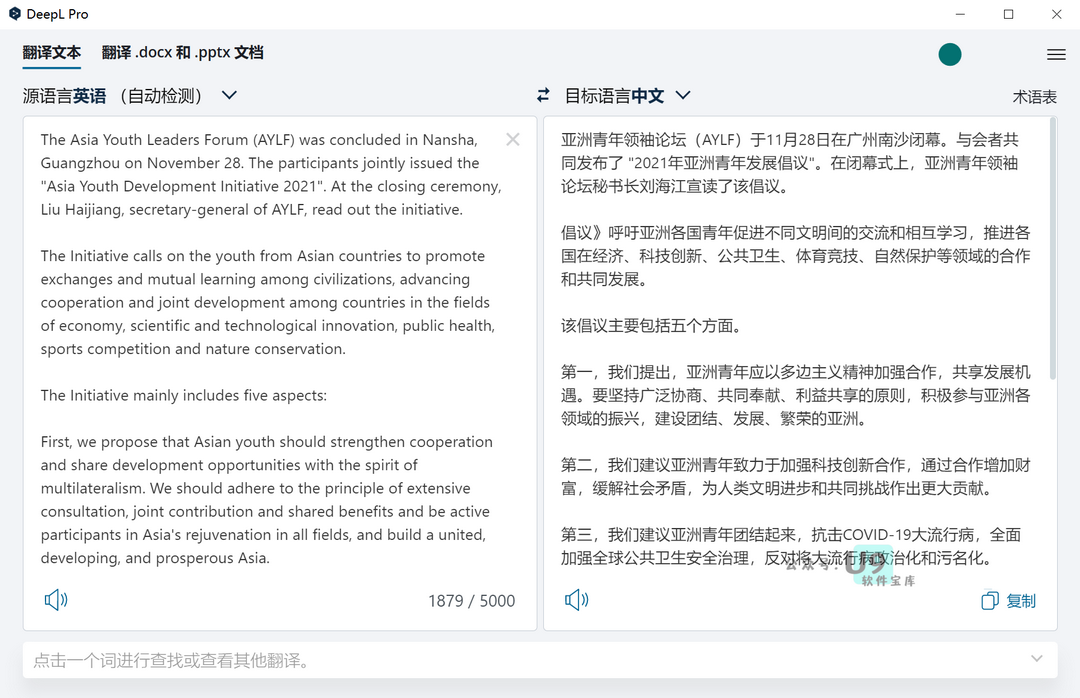 DeepL Pro
翻译文本 翻译 .docx 和 .pptx 文档
源语言英语 （自动检测）
目标语言中文
术语表
The Asia Youth Leaders Forum (AYLF) was concluded in Nansha,
Guangzhou on November 28. The participants jointly issued the
"Asia Youth Development Initiative 2021". At the closing ceremony,
Liu Haijiang, secretary-general of AYLF, read out the initiative.
The Initiative calls on the youth from Asian countries to promote
exchanges and mutual learning among civilizations, advancing
cooperation and joint development among countries in the fields
of economy, scientific and technological innovation, public health,
sports competition and nature conservation.
The Initiative mainly includes five aspects:
First, we propose that Asian youth should strengthen cooperation
and share development opportunities with the spirit of
multilateralism. We should adhere to the principle of extensive
consultation, joint contribution and shared benefits and be active
participants in Asia's rejuvenation in all fields, and build a united,
developing, and prosperous Asia.
1879 / 5000
亚洲青年领袖论坛（AYLF）于11月28日在广州南沙闭幕。与会者共
同发布了 "2021年亚洲青年发展倡议"。在闭幕式上，亚洲青年领袖
论坛秘书长刘海江宣读了该倡议。
倡议》呼吁亚洲各国青年促进不同文明间的交流和相互学习，推进各
国在经济、科技创新、公共卫生、体育竞技、自然保护等领域的合作
和共同发展。
该倡议主要包括五个方面。
第一，我们提出，亚洲青年应以多边主义精神加强合作，共享发展机
遇。要坚持广泛协商、共同奉献、利益共享的原则，积极参与亚洲各
领域的振兴，建设团结、发展、繁荣的亚洲。
第二，我们建议亚洲青年致力于加强科技创新合作，通过合作增加财
富，缓解社会矛盾，为人类文明进步和共同挑战作出更大贡献。
第三，我们建议亚洲青年团结起来，抗击COVID-19大流行病，全面
加强全球公共卫生安全治理，反对将大流行病政治化和污名化。
公众号：U9
软件宝库
复制
点击一个词进行查找或查看其他翻译。